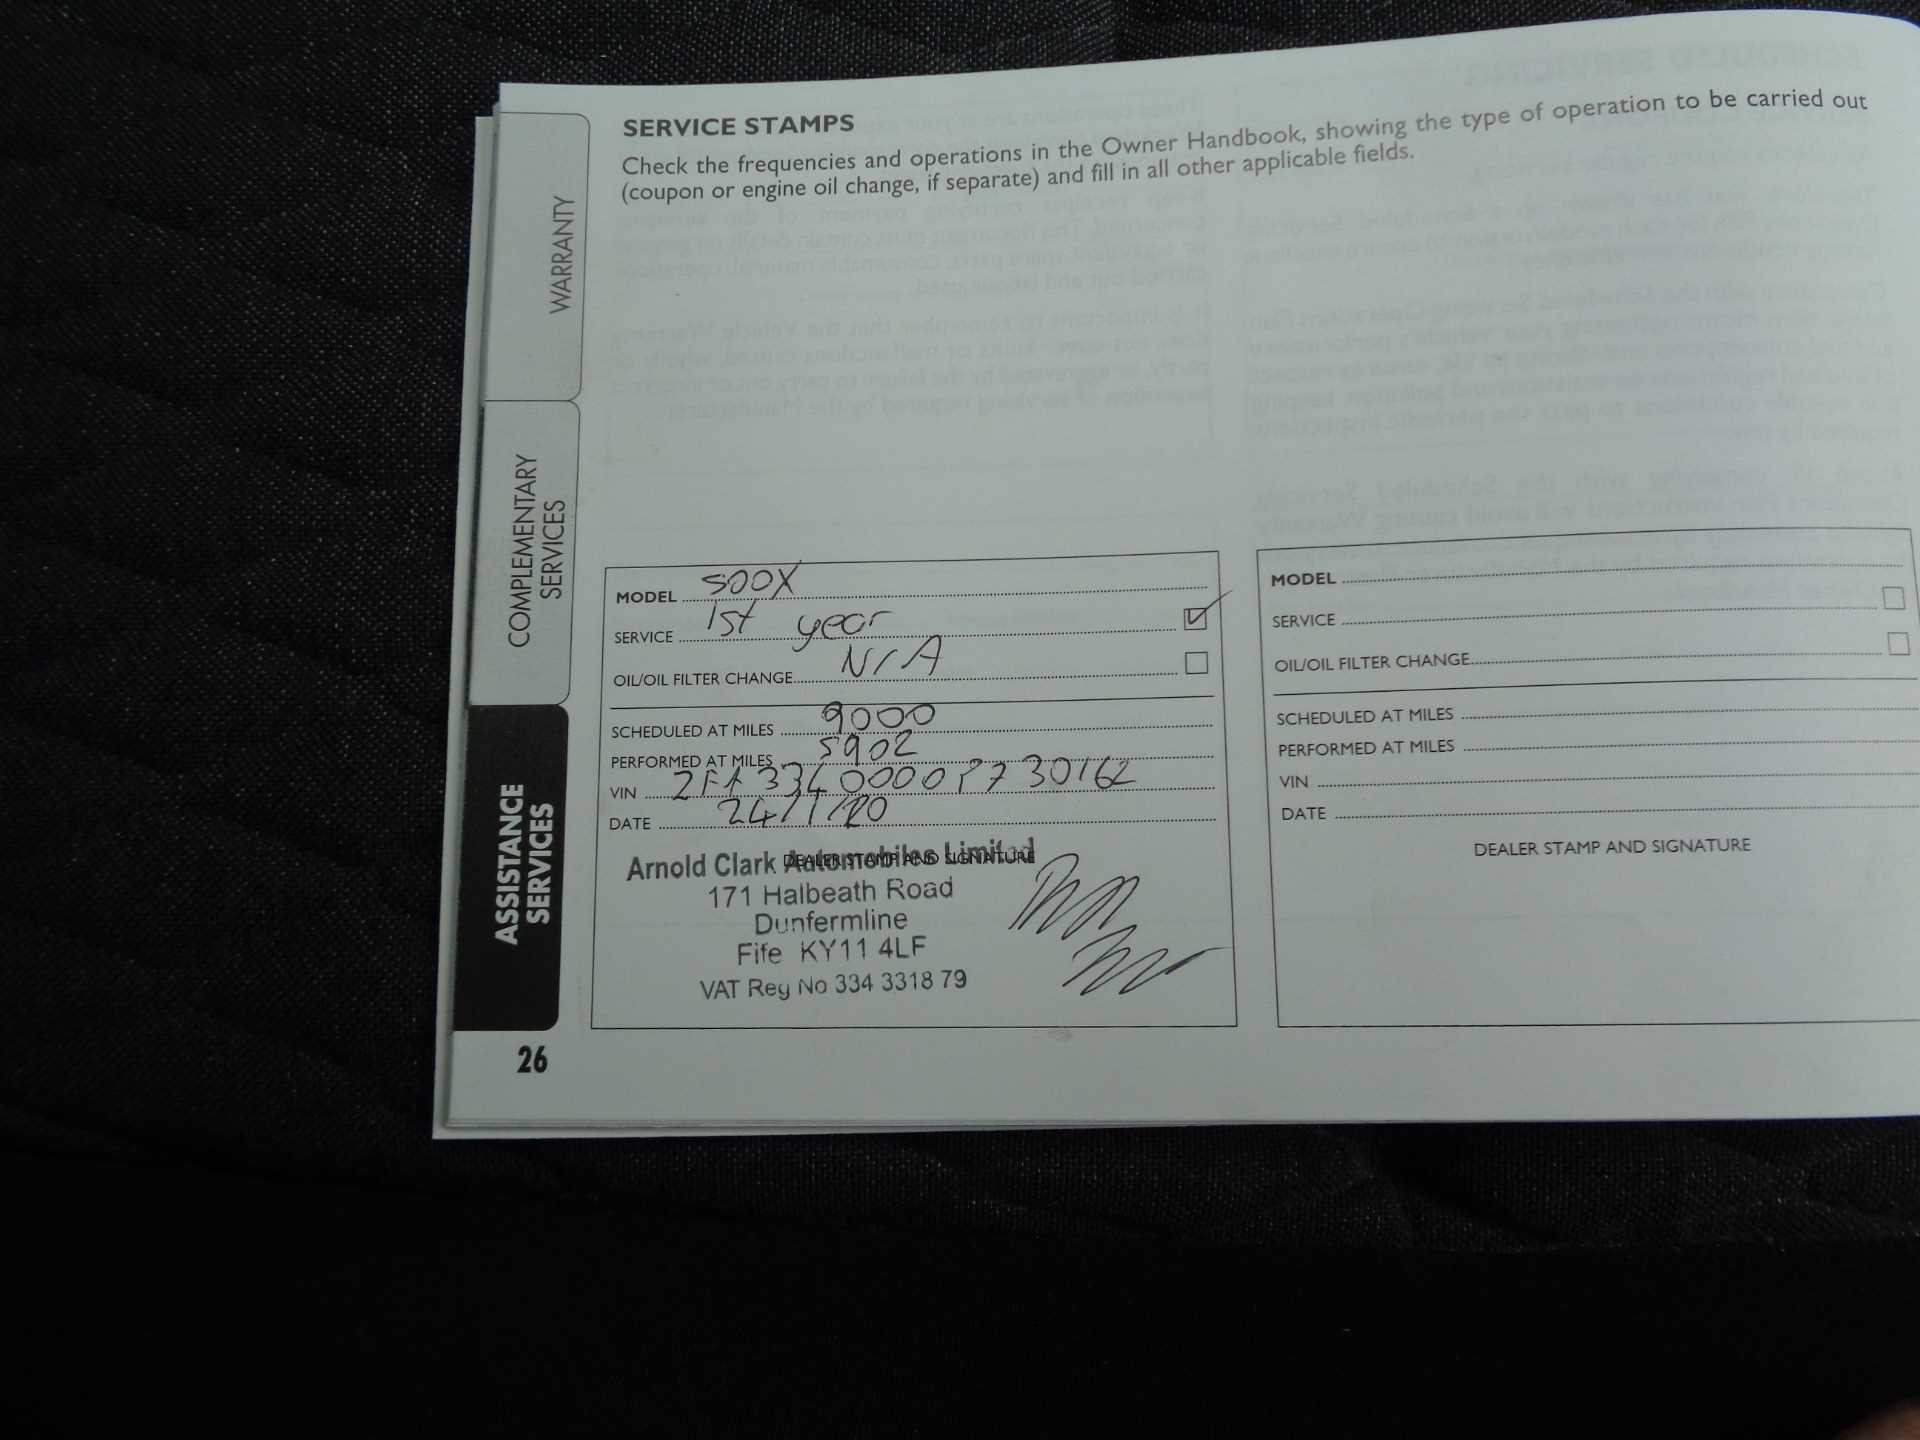 SERVICE STAMPS
Check the frequencies and operations in the Owner Handbook, showing the type of operation to be carried out
(coupon or engine oil change, if separate) and fill in all other applicable fields.
WARRANTY
COMPLEMENTARY
SERVICES
ASSISTANCE
SERVICES
MODEL 500X
SERVICE 1st year
OIL/OIL FILTER CHANGE N/A
SCHEDULED AT MILES 9000
PERFORMED AT MILES 5902
VIN
DATE 24/1/20
DEALER STAMP AND SIGNATURE
Arnold Clark Automobiles Limited
171 Halbeath Road
Dunfermline
Fife KY11 4LF
VAT Reg No 334 3318 79
MODEL
SERVICE
OIL/OIL FILTER CHANGE
SCHEDULED AT MILES
PERFORMED AT MILES
VIN
DATE
DEALER STAMP AND SIGNATURE
26